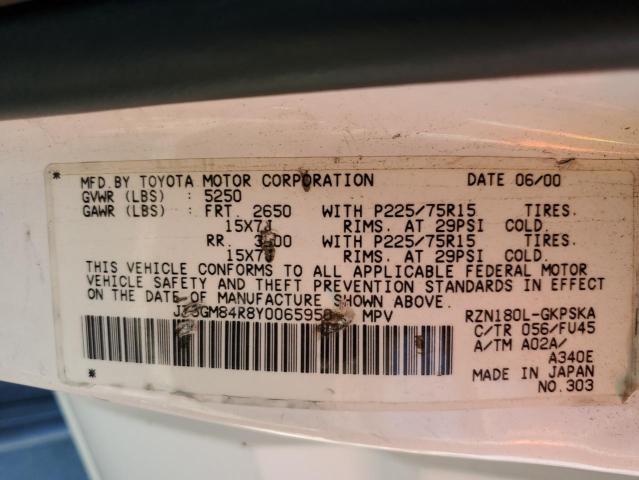 * MFD.BY TOYOTA MOTOR CORPORATION DATE 06/00
GVWR (LBS) : 5250
GAWR (LBS) : FRT. 2650 WITH P225/75R15 TIRES.
15X7J RIMS. AT 29PSI COLD.
RR. WITH P225/75R15 TIRES.
RIMS. AT 29PSI COLD.
THIS VEHICLE CONFORMS TO ALL APPLICABLE FEDERAL MOTOR
VEHICLE SAFETY AND THEFT PREVENTION STANDARDS IN EFFECT
ON THE DATE OF MANUFACTURE SHOWN ABOVE.
MPV RZN180L-GKPSKA
C/TR 056/FU45
A/TM A02A/
A340E
* MADE IN JAPAN
NO.303